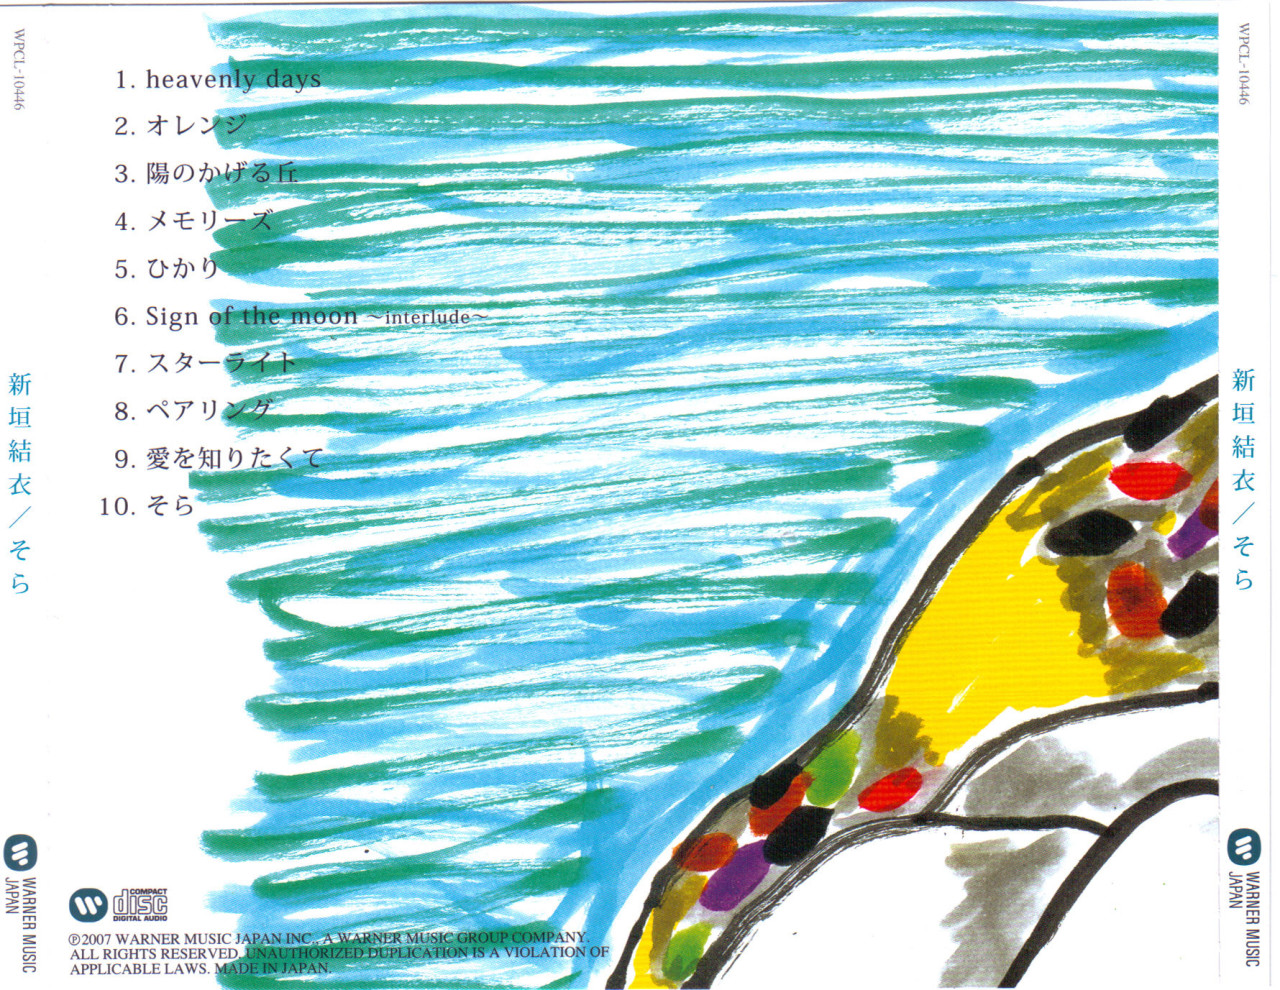 WPCL-10446
新垣結衣／そら
WARNER MUSIC
JAPAN
1. heavenly days
2. オレンジ
3. 陽のかげる丘
4. メモリーズ
5. ひかり
6. Sign of the moon ～interlude～
7. スターライト
8. ペアリング
9. 愛を知りたくて
10. そら
COMPACT
disc
DIGITAL AUDIO
℗2007 WARNER MUSIC JAPAN INC., A WARNER MUSIC GROUP COMPANY.
ALL RIGHTS RESERVED. UNAUTHORIZED DUPLICATION IS A VIOLATION OF
APPLICABLE LAWS. MADE IN JAPAN.
WPCL-10446
新垣結衣／そら
WARNER MUSIC
JAPAN